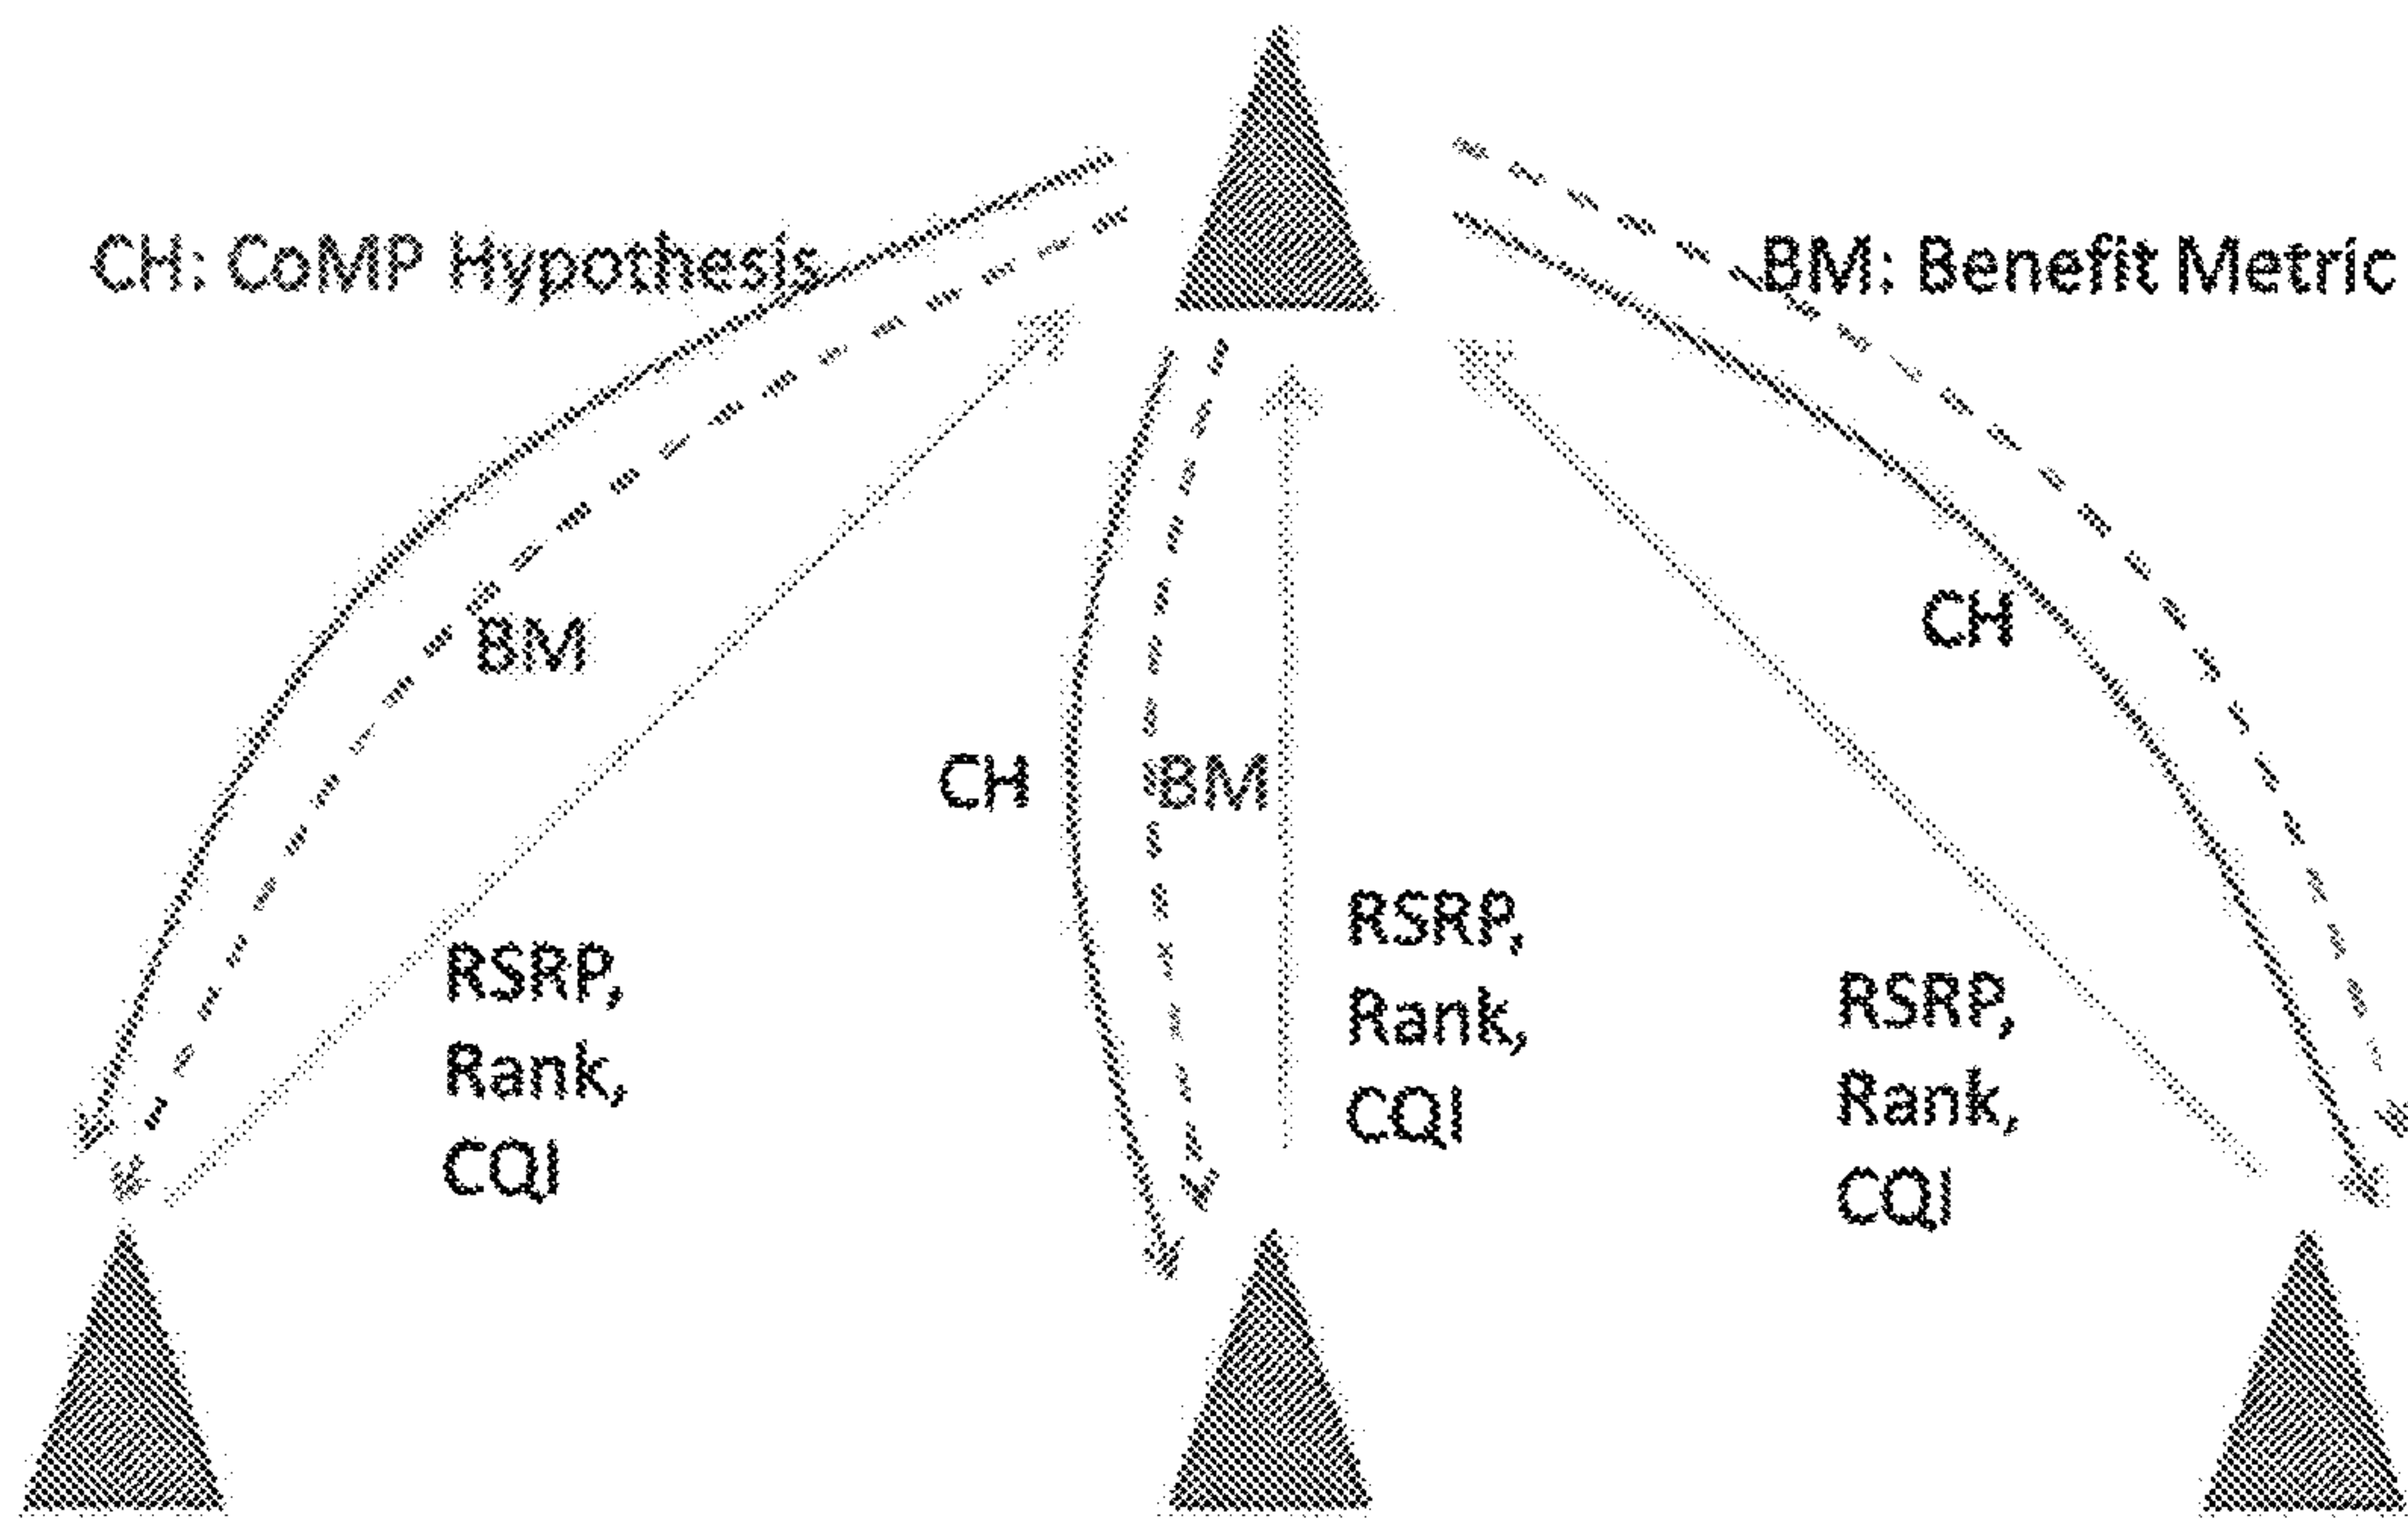 CH: CoMP Hypothesis
BM: Benefit Metric
BM
CH
CH
BM
RSRP,
Rank,
CQI
RSRP,
Rank,
CQI
RSRP,
Rank,
CQI